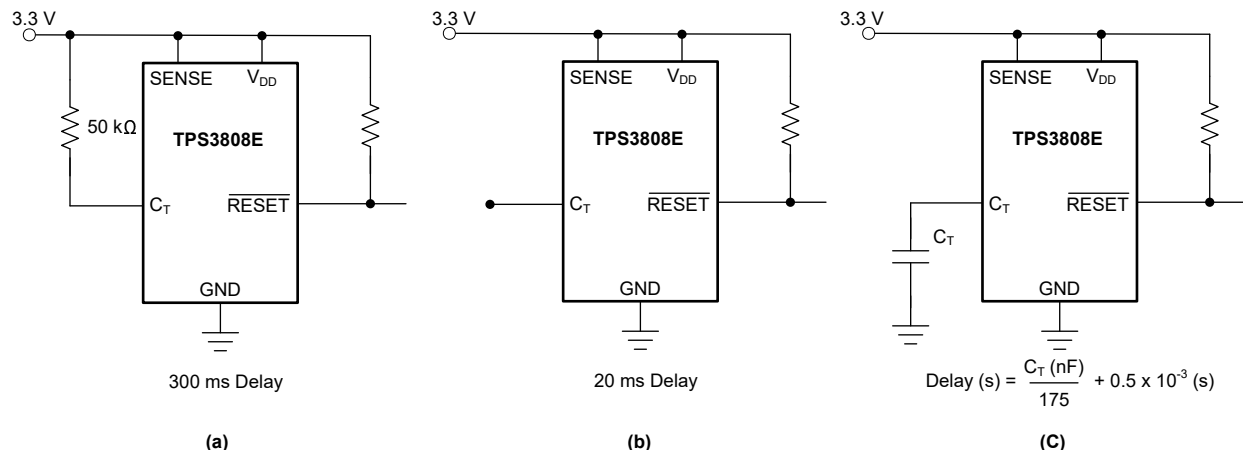 3.3 V
SENSE
V_DD
50 kΩ
TPS3808E
C_T
RESET
GND
300 ms Delay
(a)
3.3 V
SENSE
V_DD
TPS3808E
C_T
RESET
GND
20 ms Delay
(b)
3.3 V
SENSE
V_DD
TPS3808E
C_T
RESET
C_T
GND
Delay (s) = C_T (nF) / 175 + 0.5 x 10^-3 (s)
(C)